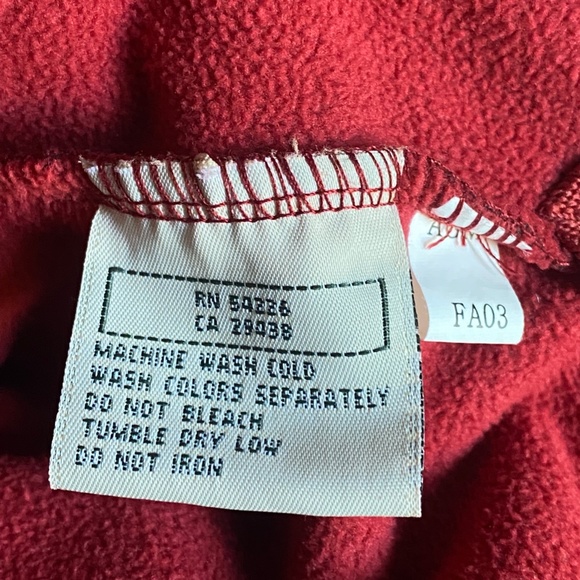 RN 54226
CA 29438
MACHINE WASH COLD
WASH COLORS SEPARATELY
DO NOT BLEACH
TUMBLE DRY LOW
DO NOT IRON
FA03